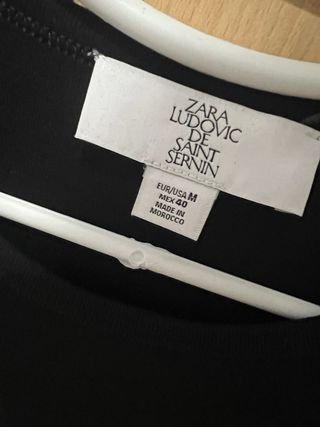 ZARA
LUDOVIC
DE
SAINT
SERNIN
EUR/USA M
MEX 40
MADE IN
MOROCCO